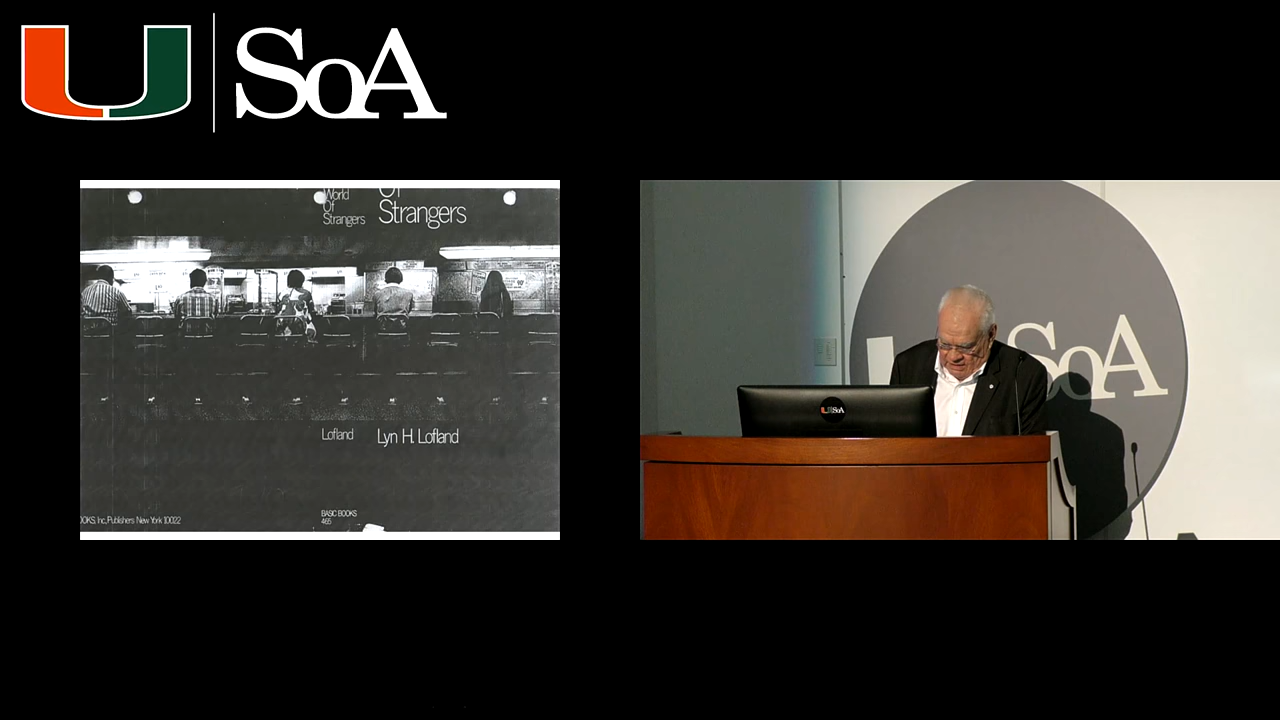 U SoA
World
Of
Strangers
Of
Strangers
Lofland
Lyn H. Lofland
OOKS, Inc., Publishers New York 10022
BASIC BOOKS
465
SoA
U SoA